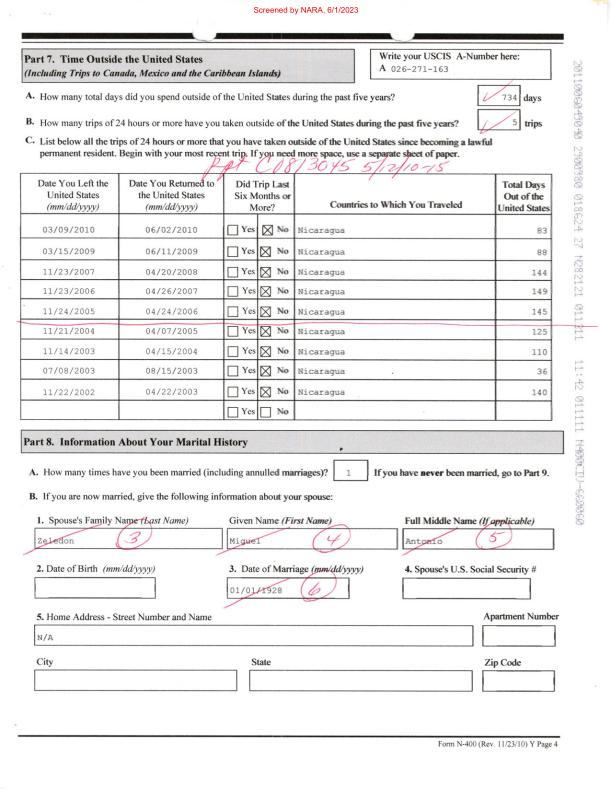 Screened by NARA, 6/1/2023
Part 7. Time Outside the United States
(Including Trips to Canada, Mexico and the Caribbean Islands)
Write your USCIS A-Number here:
A 026-271-163
A. How many total days did you spend outside of the United States during the past five years? 734 days
B. How many trips of 24 hours or more have you taken outside of the United States during the past five years? 5 trips
C. List below all the trips of 24 hours or more that you have taken outside of the United States since becoming a lawful
permanent resident. Begin with your most recent trip. If you need more space, use a separate sheet of paper.
Ppt C0813045 5/12/10-15
Date You Left the United States (mm/dd/yyyy) Date You Returned to the United States (mm/dd/yyyy) Did Trip Last Six Months or More? Countries to Which You Traveled Total Days Out of the United States
03/09/2010 06/02/2010 Yes No Nicaragua 83
03/15/2009 06/11/2009 Yes No Nicaragua 88
11/23/2007 04/20/2008 Yes No Nicaragua 144
11/23/2006 04/26/2007 Yes No Nicaragua 149
11/24/2005 04/24/2006 Yes No Nicaragua 145
11/21/2004 04/07/2005 Yes No Nicaragua 125
11/14/2003 04/15/2004 Yes No Nicaragua 110
07/08/2003 08/15/2003 Yes No Nicaragua 36
11/22/2002 04/22/2003 Yes No Nicaragua 140
Yes No
Part 8. Information About Your Marital History
A. How many times have you been married (including annulled marriages)? 1 If you have never been married, go to Part 9.
B. If you are now married, give the following information about your spouse:
1. Spouse's Family Name (Last Name) Given Name (First Name) Full Middle Name (If applicable)
Zeledon 3 Miguel 4 Antonio 5
2. Date of Birth (mm/dd/yyyy) 3. Date of Marriage (mm/dd/yyyy) 4. Spouse's U.S. Social Security #
01/01/1928 6
5. Home Address - Street Number and Name Apartment Number
N/A
City State Zip Code
Form N-400 (Rev. 11/23/10) Y Page 4